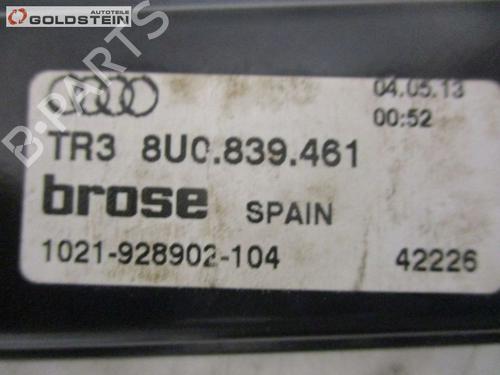 Autoteile
GOLDSTEIN
B-PARTS
04.05.13
00:52
TR3 8U0.839.461
brose SPAIN
1021-928902-104 42226